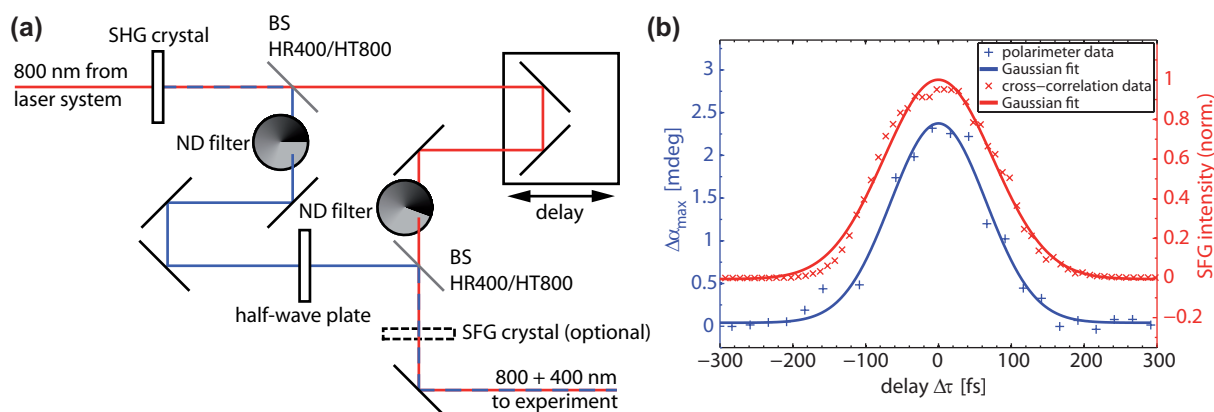 (a)
SHG crystal
BS
HR400/HT800
800 nm from
laser system
ND filter
ND filter
delay
BS
HR400/HT800
half-wave plate
SFG crystal (optional)
800 + 400 nm
to experiment
(b)
polarimeter data
Gaussian fit
cross−correlation data
Gaussian fit
3
2.5
2
1.5
1
0.5
0
Δαmax [mdeg]
1
0.8
0.6
0.4
0.2
0
−0.2
SFG intensity (norm.)
−300 −200 −100 0 100 200 300
delay Δτ [fs]